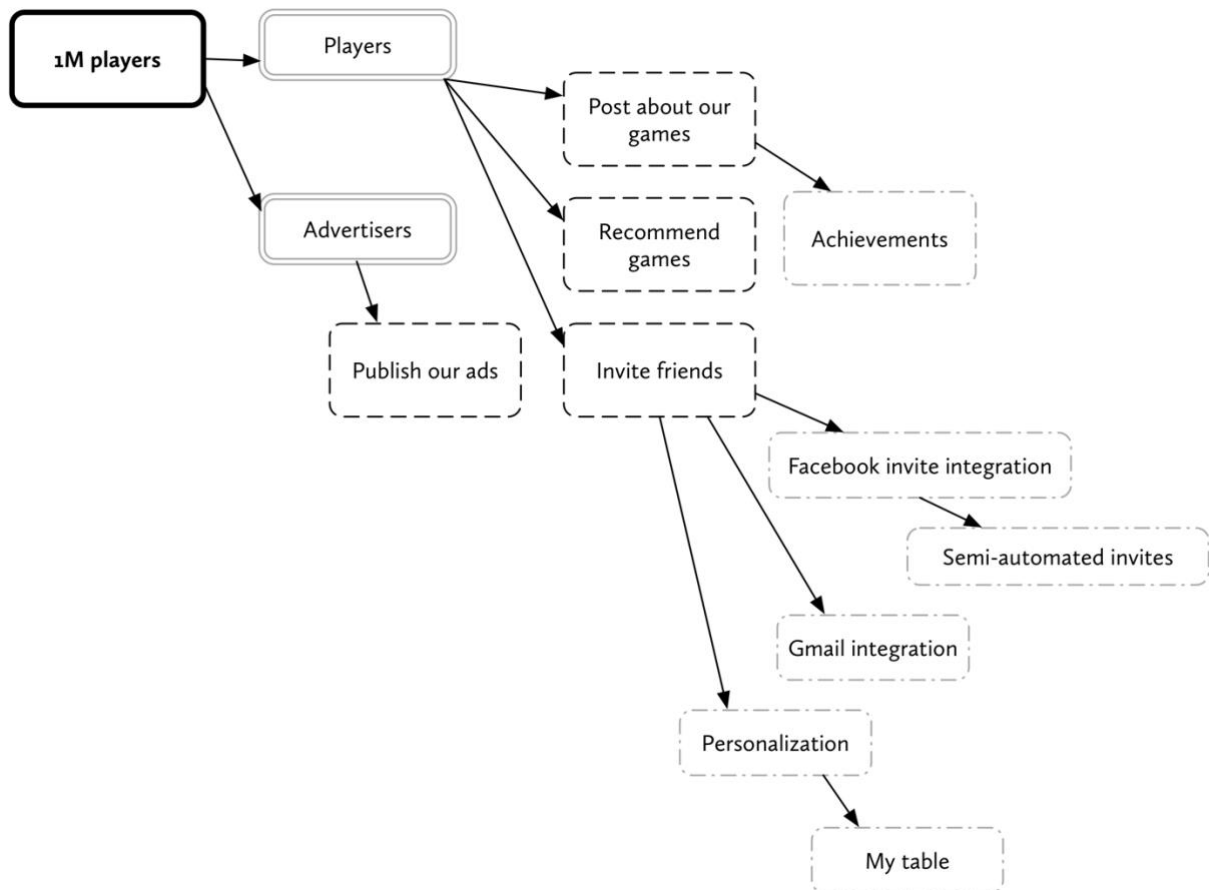 1M players
Players
Post about our
games
Advertisers
Recommend
games
Achievements
Publish our ads
Invite friends
Facebook invite integration
Semi-automated invites
Gmail integration
Personalization
My table